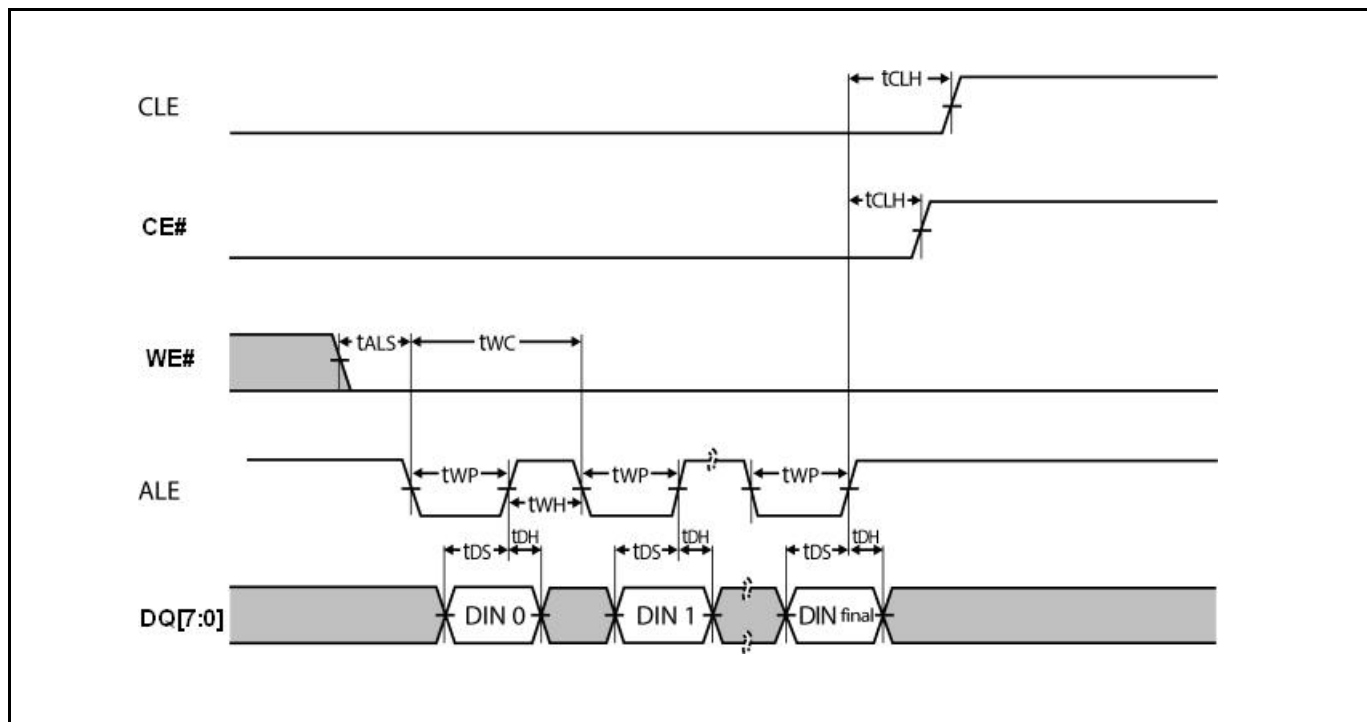 tCLH
CLE
tCLH
CE#
tALS
tWC
WE#
tWP
tWP
tWP
ALE
tWH
tDS
tDH
tDS
tDH
tDS
tDH
DQ[7:0]
DIN 0
DIN 1
DIN final